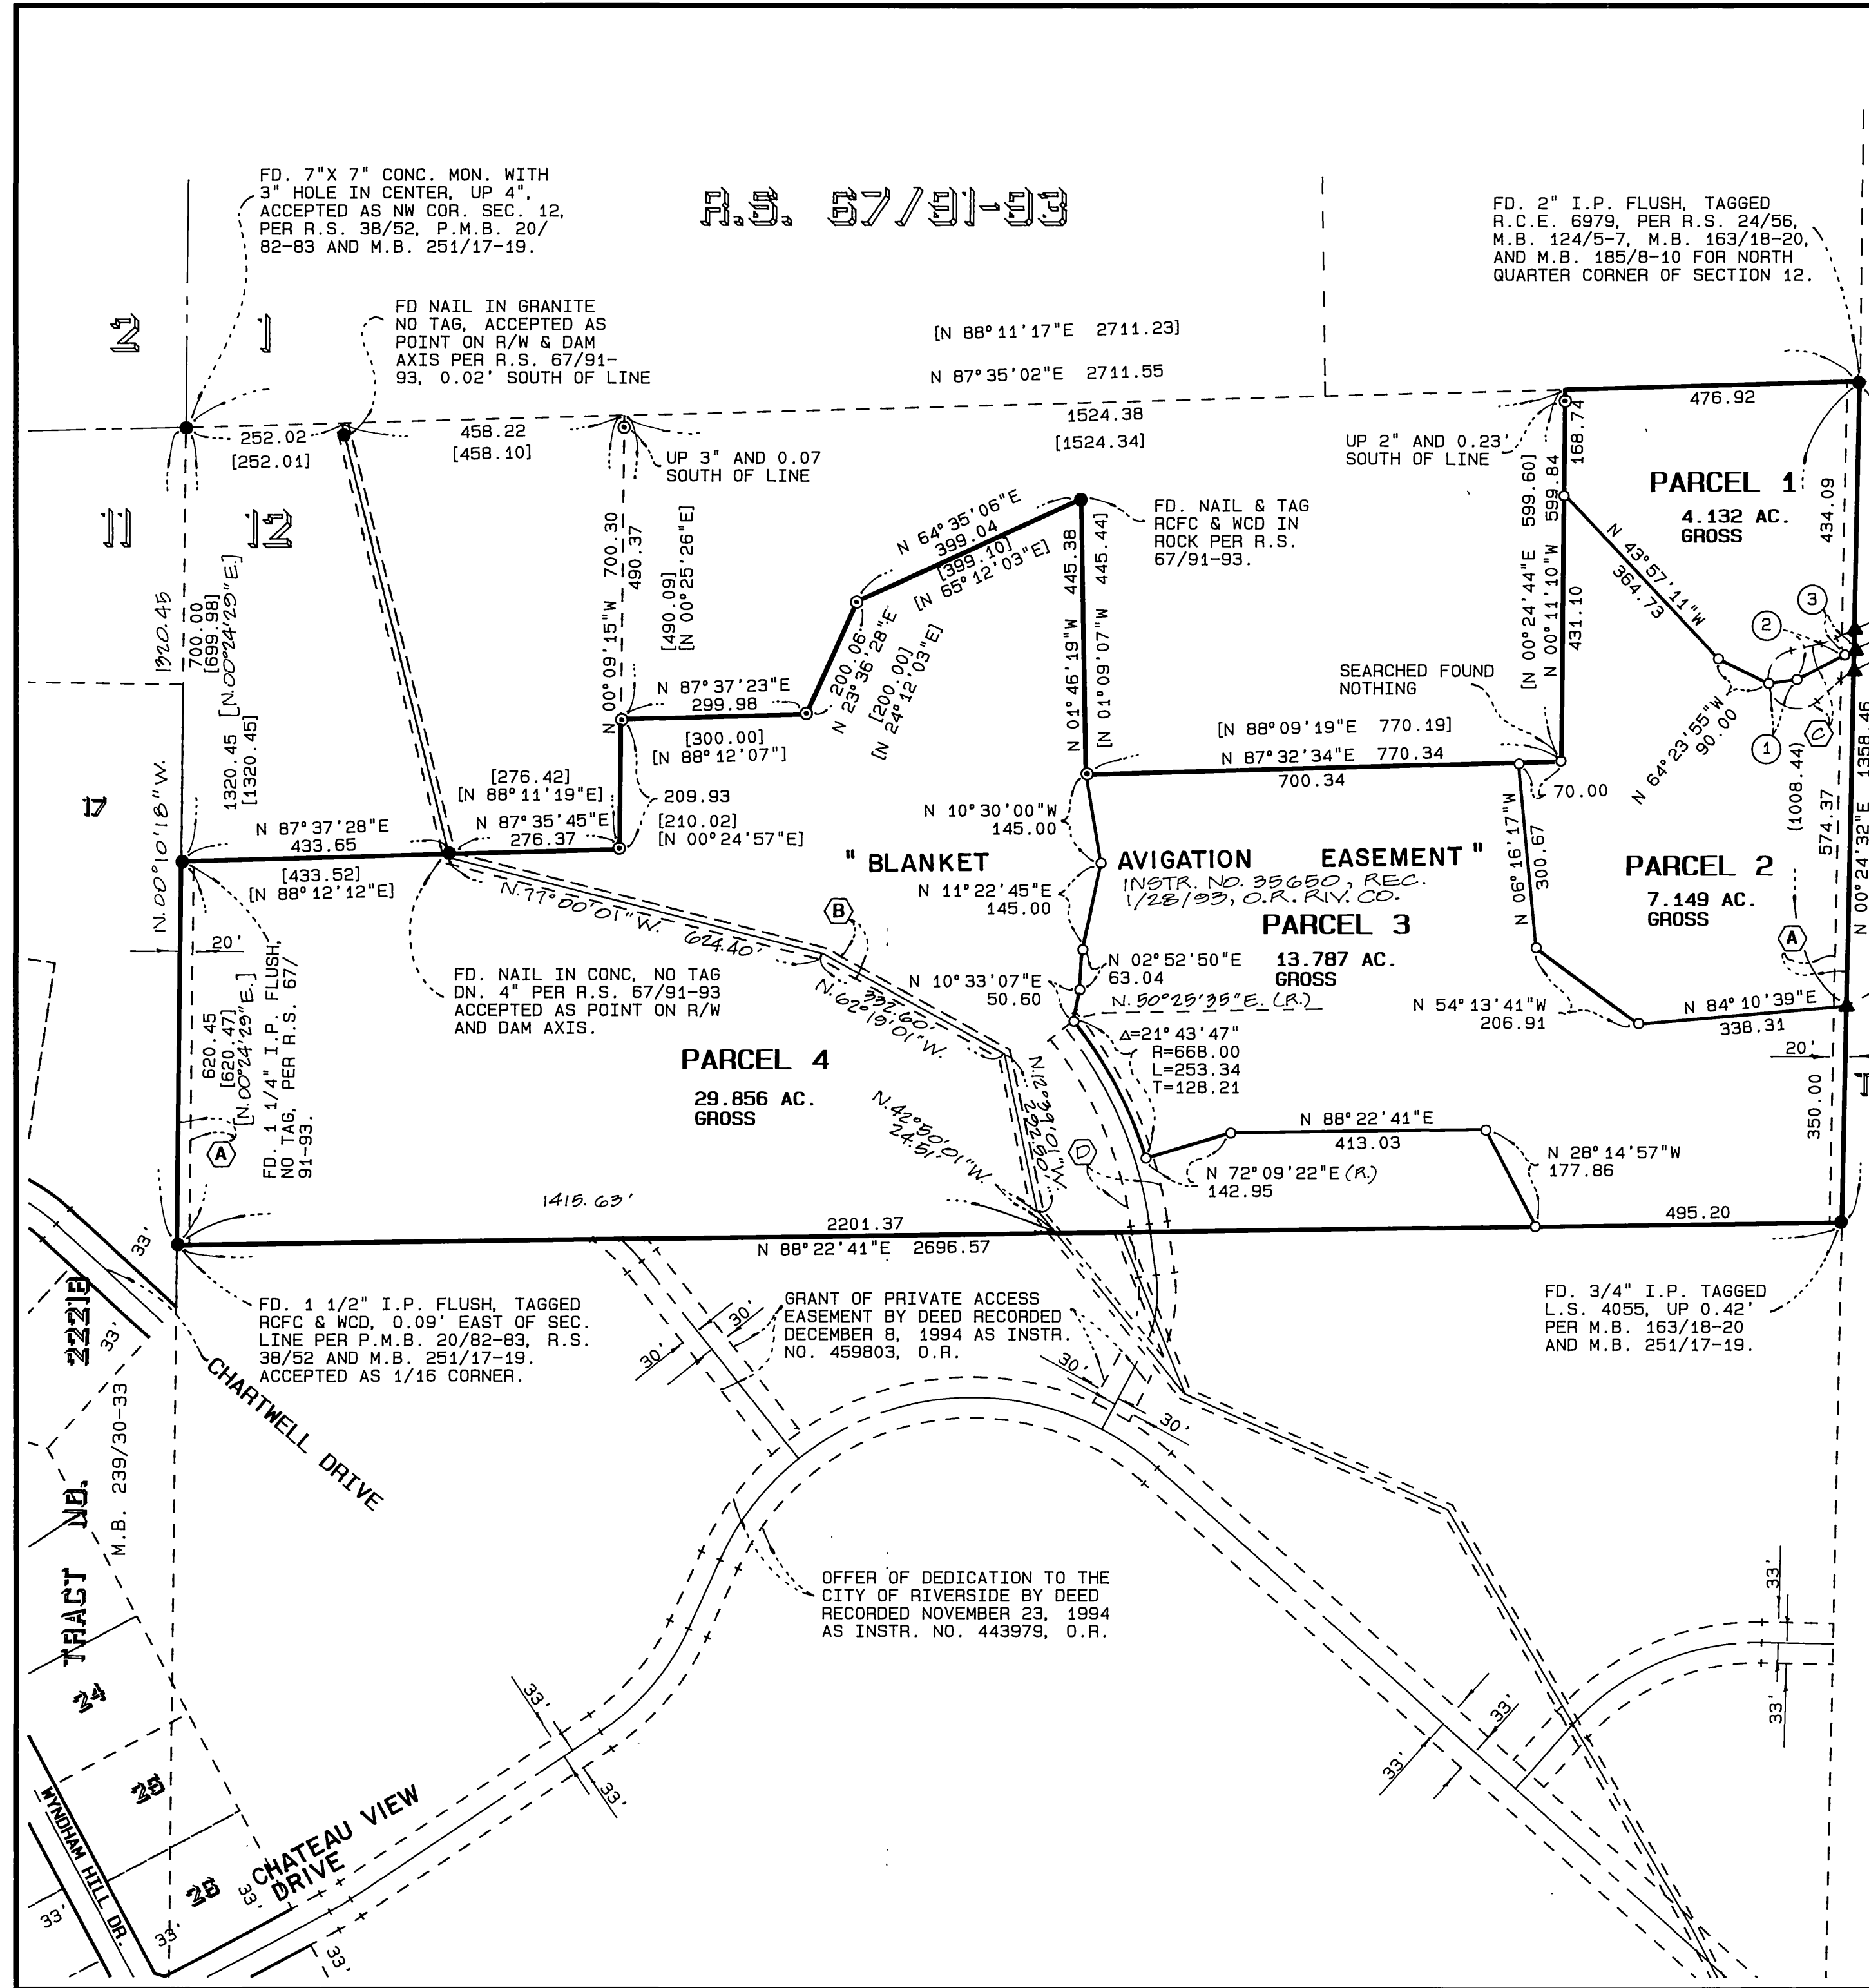 R.S. 67/91-93
FD. 7"X 7" CONC. MON. WITH
3" HOLE IN CENTER, UP 4",
ACCEPTED AS NW COR. SEC. 12,
PER R.S. 38/52, P.M.B. 20/
82-83 AND M.B. 251/17-19.
FD. 2" I.P. FLUSH, TAGGED
R.C.E. 6979, PER R.S. 24/56,
M.B. 124/5-7, M.B. 163/18-20,
AND M.B. 185/8-10 FOR NORTH
QUARTER CORNER OF SECTION 12.
2
1
FD NAIL IN GRANITE
NO TAG, ACCEPTED AS
POINT ON R/W & DAM
AXIS PER R.S. 67/91-
93, 0.02' SOUTH OF LINE
[N 88°11'17"E 2711.23]
N 87°35'02"E 2711.55
252.02
[252.01]
458.22
[458.10]
1524.38
[1524.34]
476.92
UP 3" AND 0.07
SOUTH OF LINE
UP 2" AND 0.23'
SOUTH OF LINE
168.74
11
12
PARCEL 1
4.132 AC.
GROSS
434.09
N 64°35'06"E
399.04
[399.10]
[N 65°12'03"E]
FD. NAIL & TAG
RCFC & WCD IN
ROCK PER R.S.
67/91-93.
N 43°57'11"W
364.73
1320.45
700.00
[699.98]
1320.45 [N.00°24'29"E.]
[1320.45]
N.00°10'18"W.
N 00°09'15"W 700.30
490.37
[490.09]
[N 00°25'26"E]
200.06
N 23°36'28"E
[200.00]
[N 24°12'03"E]
N 01°46'19"W 445.38
[N 01°09'07"W 445.44]
[N 00°24'44"E 599.60]
N 00°11'10"W 599.84
431.10
3
2
1
C
N 64°23'55"W
90.00
SEARCHED FOUND
NOTHING
N 87°37'23"E
299.98
[300.00]
[N 88°12'07"]
[N 88°09'19"E 770.19]
N 87°32'34"E 770.34
700.34
70.00
17
[276.42]
[N 88°11'19"E]
N 87°35'45"E
276.37
209.93
[210.02]
[N 00°24'57"E]
N 87°37'28"E
433.65
[433.52]
[N 88°12'12"E]
N 10°30'00"W
145.00
"BLANKET AVIGATION EASEMENT"
INSTR. NO. 35650, REC.
1/28/93, O.R. RIV. CO.
N 11°22'45"E
145.00
N 06°16'17"W
300.67
PARCEL 2
7.149 AC.
GROSS
(1008.44)
574.37
N 00°24'32"E 1358.46
A
PARCEL 3
13.787 AC.
GROSS
B
N.77°00'01"W. 624.40'
20'
FD. 1 1/4" I.P. FLUSH,
NO TAG, PER R.S. 67/
91-93.
620.45
[620.47]
[N.00°24'29"E.]
A
FD. NAIL IN CONC, NO TAG
DN. 4" PER R.S. 67/91-93
ACCEPTED AS POINT ON R/W
AND DAM AXIS.
332.60'
N.62°19'01"W.
N 02°52'50"E
63.04
N 10°33'07"E
50.60
N.50°25'35"E. (R.)
Δ=21°43'47"
R=668.00
L=253.34
T=128.21
N 54°13'41"W
206.91
N 84°10'39"E
338.31
20'
350.00
PARCEL 4
29.856 AC.
GROSS
N.12°39'01"W.
292.50'
N.42°50'01"W.
24.51'
D
N 88°22'41"E
413.03
N 72°09'22"E (R.)
142.95
N 28°14'57"W
177.86
495.20
1415.63'
2201.37
N 88°22'41"E 2696.57
FD. 1 1/2" I.P. FLUSH, TAGGED
RCFC & WCD, 0.09' EAST OF SEC.
LINE PER P.M.B. 20/82-83, R.S.
38/52 AND M.B. 251/17-19.
ACCEPTED AS 1/16 CORNER.
GRANT OF PRIVATE ACCESS
EASEMENT BY DEED RECORDED
DECEMBER 8, 1994 AS INSTR.
NO. 459803, O.R.
FD. 3/4" I.P. TAGGED
L.S. 4055, UP 0.42'
PER M.B. 163/18-20
AND M.B. 251/17-19.
33'
33'
30'
30'
30'
30'
CHARTWELL DRIVE
TRACT NO.
M.B. 239/30-33
OFFER OF DEDICATION TO THE
CITY OF RIVERSIDE BY DEED
RECORDED NOVEMBER 23, 1994
AS INSTR. NO. 443979, O.R.
33'
33'
33'
33'
33'
33'
24
25
26
CHATEAU VIEW
DRIVE
WYNDHAM HILL DR.
33'
33'
33'
33'